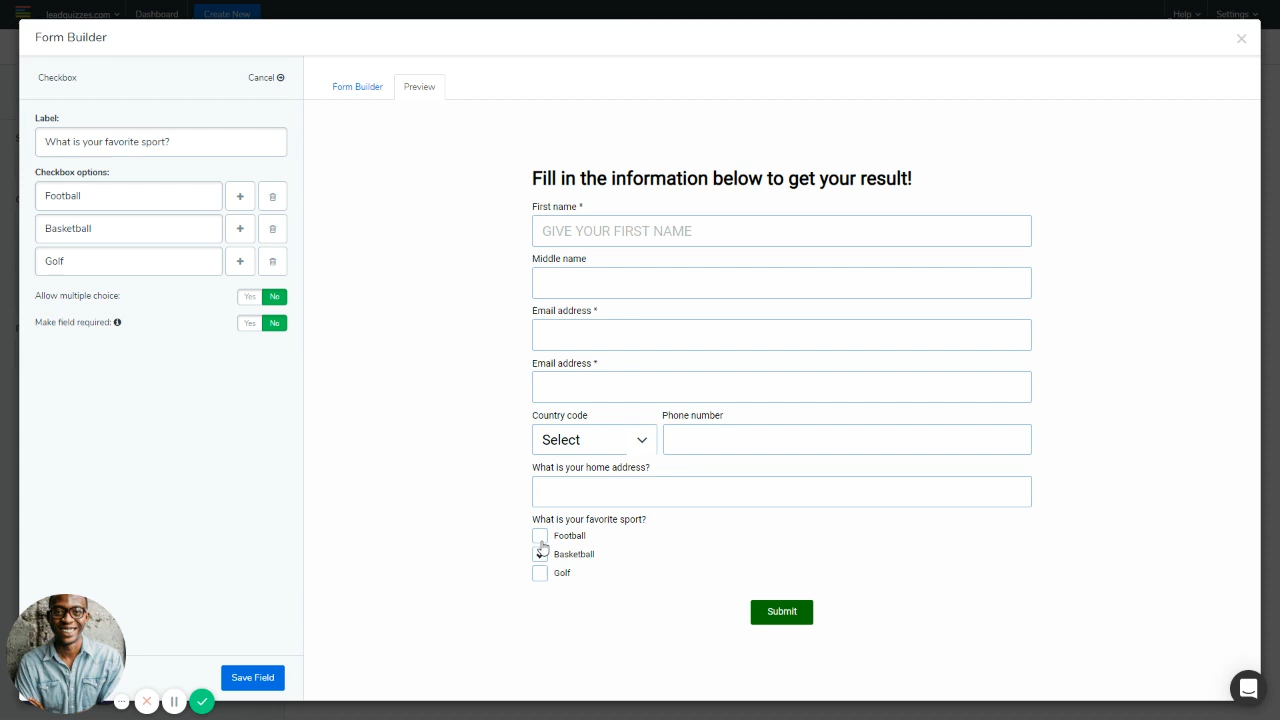 leadquizzes.com
Dashboard
Create New
Help
Settings
Form Builder
Checkbox
Cancel
Form Builder
Preview
Label:
What is your favorite sport?
Checkbox options:
Football
Basketball
Golf
Allow multiple choice:
Yes
No
Make field required:
Yes
No
Save Field
Fill in the information below to get your result!
First name *
GIVE YOUR FIRST NAME
Middle name
Email address *
Email address *
Country code
Phone number
Select
What is your home address?
What is your favorite sport?
Football
Basketball
Golf
Submit